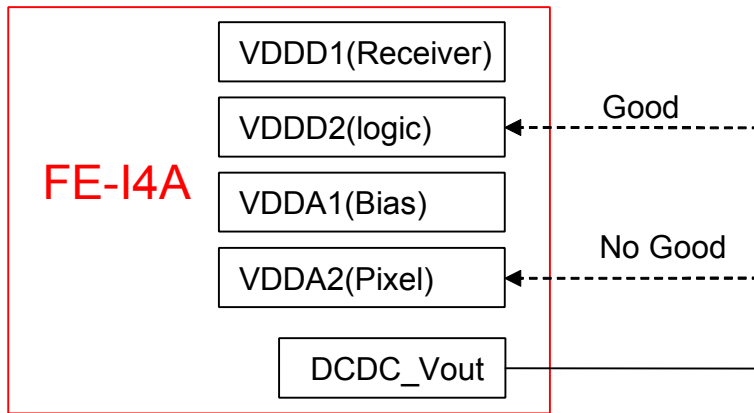 VDDD1(Receiver)
Good
VDDD2(logic)
FE-I4A
VDDA1(Bias)
No Good
VDDA2(Pixel)
DCDC_Vout